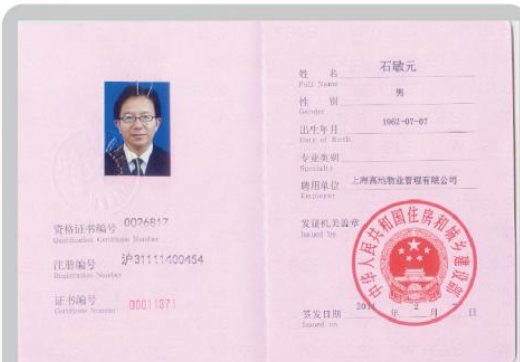 资格证书编号 0026817
Qualification Certificate Number
注册编号 沪31111400454
Registration Number
证书编号 00011371
Certificate Number
姓 名 石敏元
Full Name
性 别 男
Gender
出生年月 1962-07-07
Date of Birth
专业类别
Speciality
聘用单位 上海高地物业管理有限公司
Employer
发证机关盖章
Issued by
中华人民共和国住房和城乡建设部
签发日期 年 2 月 日
Issued on